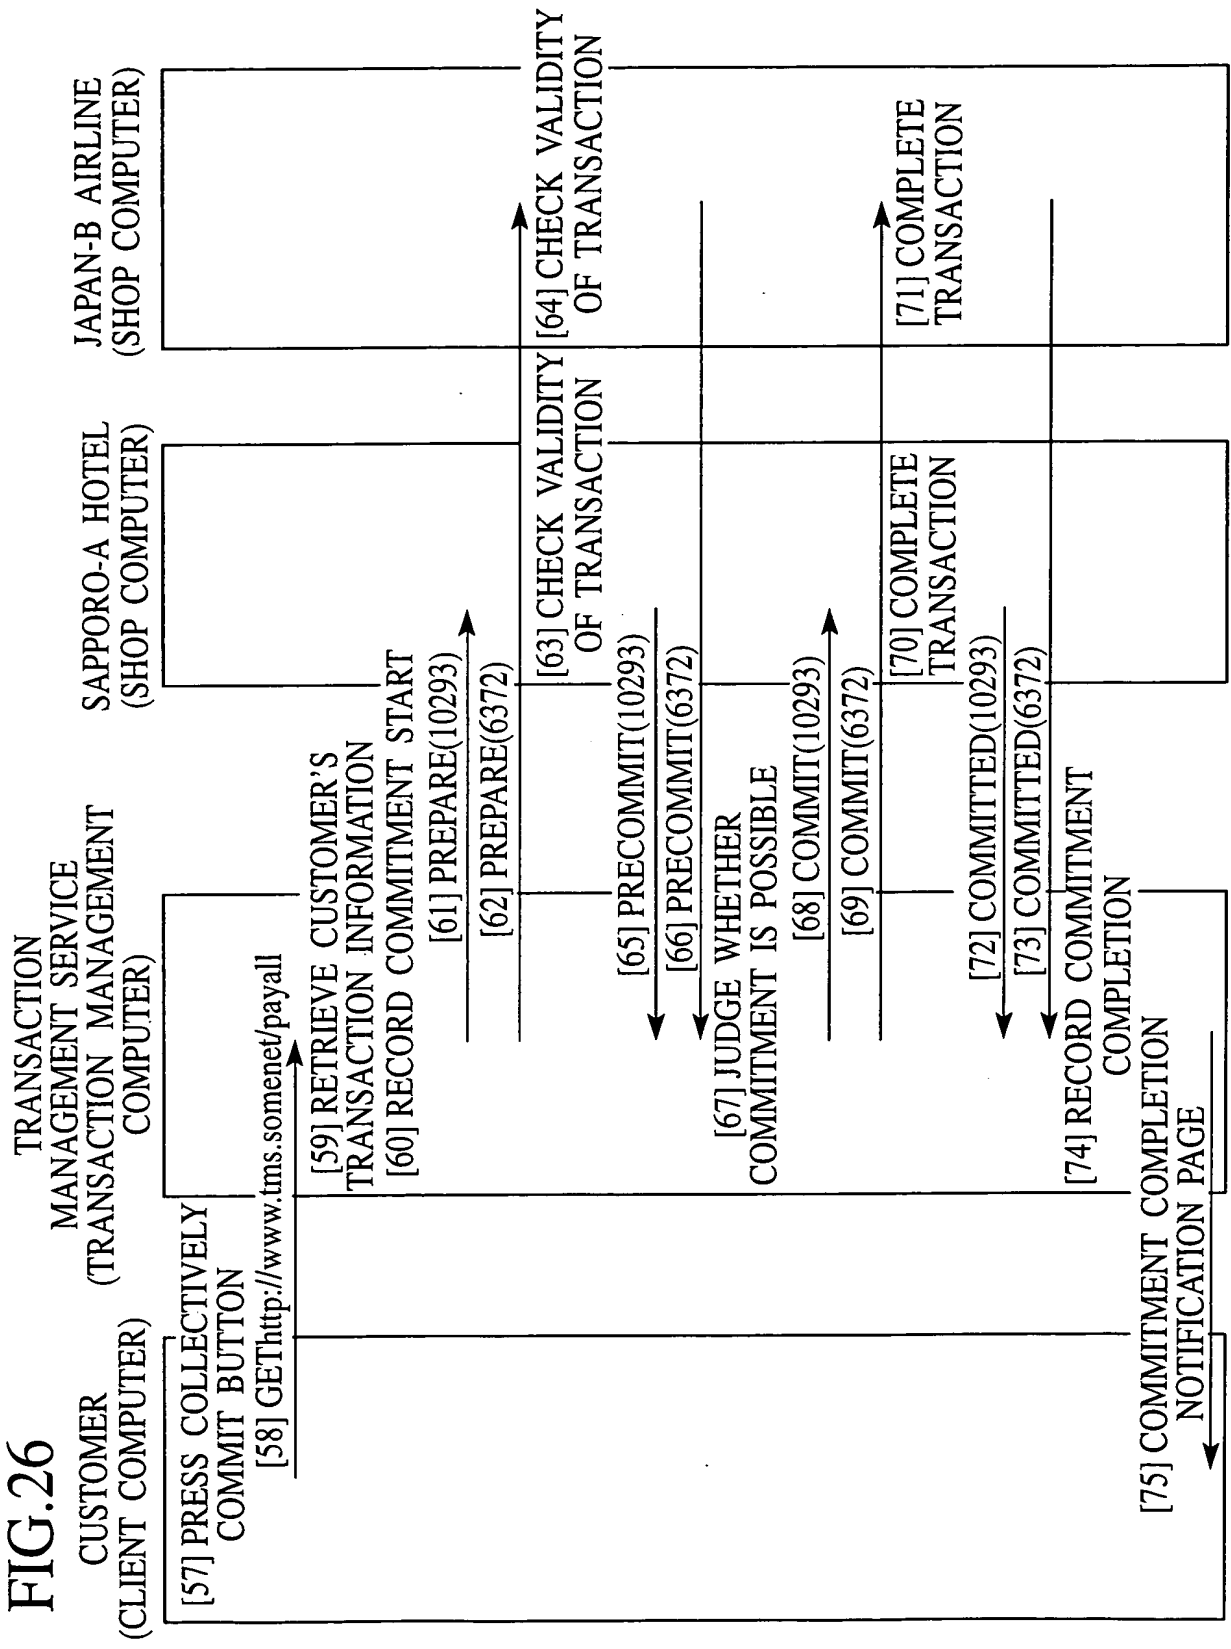 FIG.26
CUSTOMER
(CLIENT COMPUTER)
TRANSACTION
MANAGEMENT SERVICE
(TRANSACTION MANAGEMENT
COMPUTER)
SAPPORO-A HOTEL
(SHOP COMPUTER)
JAPAN-B AIRLINE
(SHOP COMPUTER)
[57] PRESS COLLECTIVELY
COMMIT BUTTON
[58] GEThttp://www.tms.somenet/payall
[59] RETRIEVE CUSTOMER'S
TRANSACTION INFORMATION
[60] RECORD COMMITMENT START
[61] PREPARE(10293)
[62] PREPARE(6372)
[63] CHECK VALIDITY
OF TRANSACTION
[64] CHECK VALIDITY
OF TRANSACTION
[65] PRECOMMIT(10293)
[66] PRECOMMIT(6372)
[67] JUDGE WHETHER
COMMITMENT IS POSSIBLE
[68] COMMIT(10293)
[69] COMMIT(6372)
[70] COMPLETE
TRANSACTION
[71] COMPLETE
TRANSACTION
[72] COMMITTED(10293)
[73] COMMITTED(6372)
[74] RECORD COMMITMENT
COMPLETION
[75] COMMITMENT COMPLETION
NOTIFICATION PAGE